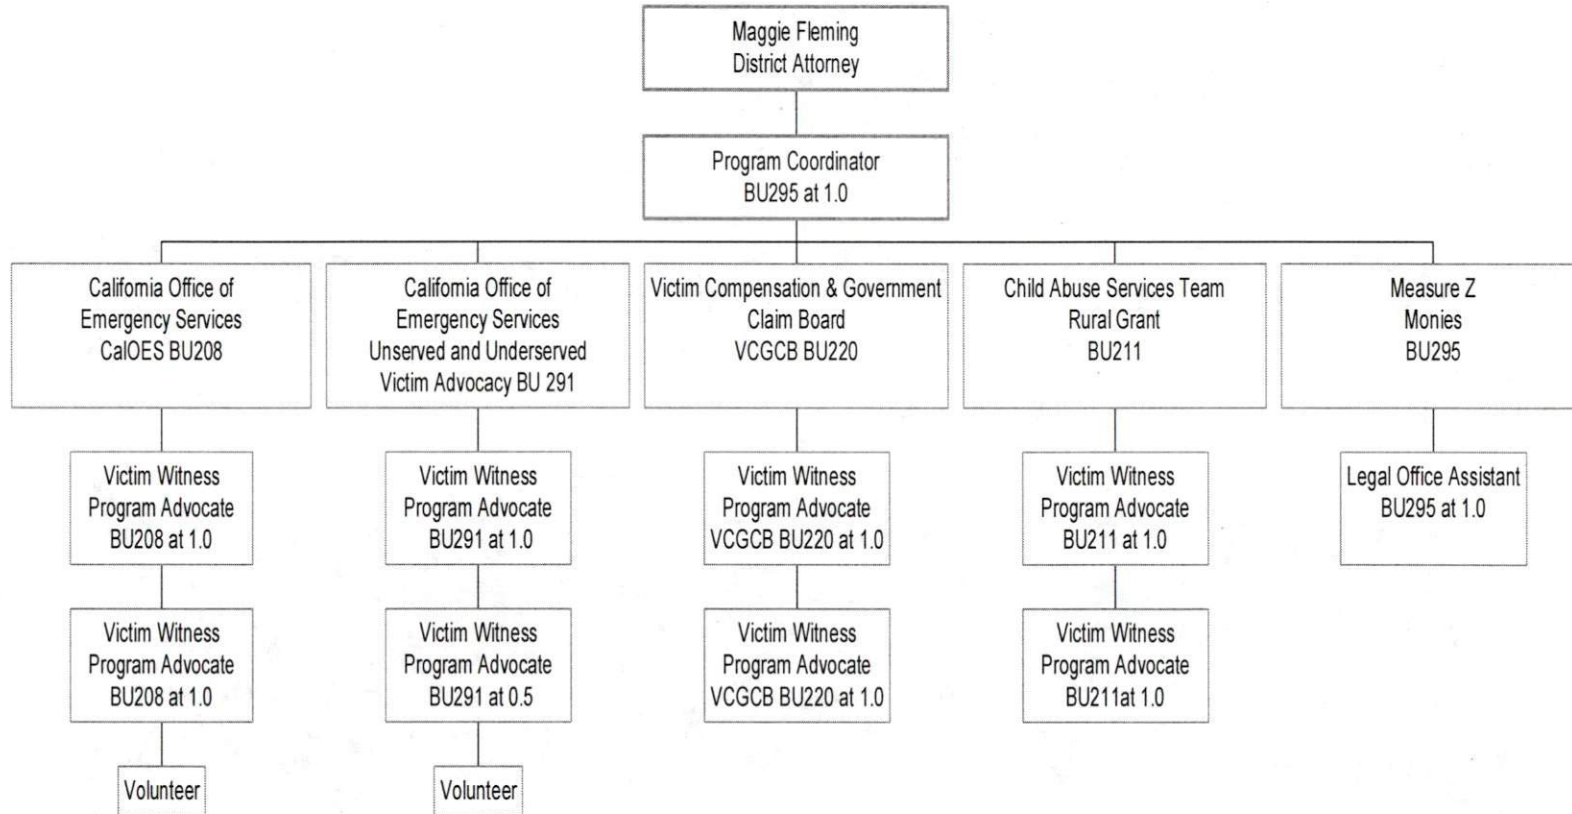 Maggie Fleming
District Attorney
Program Coordinator
BU295 at 1.0
California Office of
Emergency Services
CalOES BU208
California Office of
Emergency Services
Unserved and Underserved
Victim Advocacy BU 291
Victim Compensation & Government
Claim Board
VCGCB BU220
Child Abuse Services Team
Rural Grant
BU211
Measure Z
Monies
BU295
Victim Witness
Program Advocate
BU208 at 1.0
Victim Witness
Program Advocate
BU291 at 1.0
Victim Witness
Program Advocate
VCGCB BU220 at 1.0
Victim Witness
Program Advocate
BU211 at 1.0
Legal Office Assistant
BU295 at 1.0
Victim Witness
Program Advocate
BU208 at 1.0
Victim Witness
Program Advocate
BU291 at 0.5
Victim Witness
Program Advocate
VCGCB BU220 at 1.0
Victim Witness
Program Advocate
BU211at 1.0
Volunteer
Volunteer